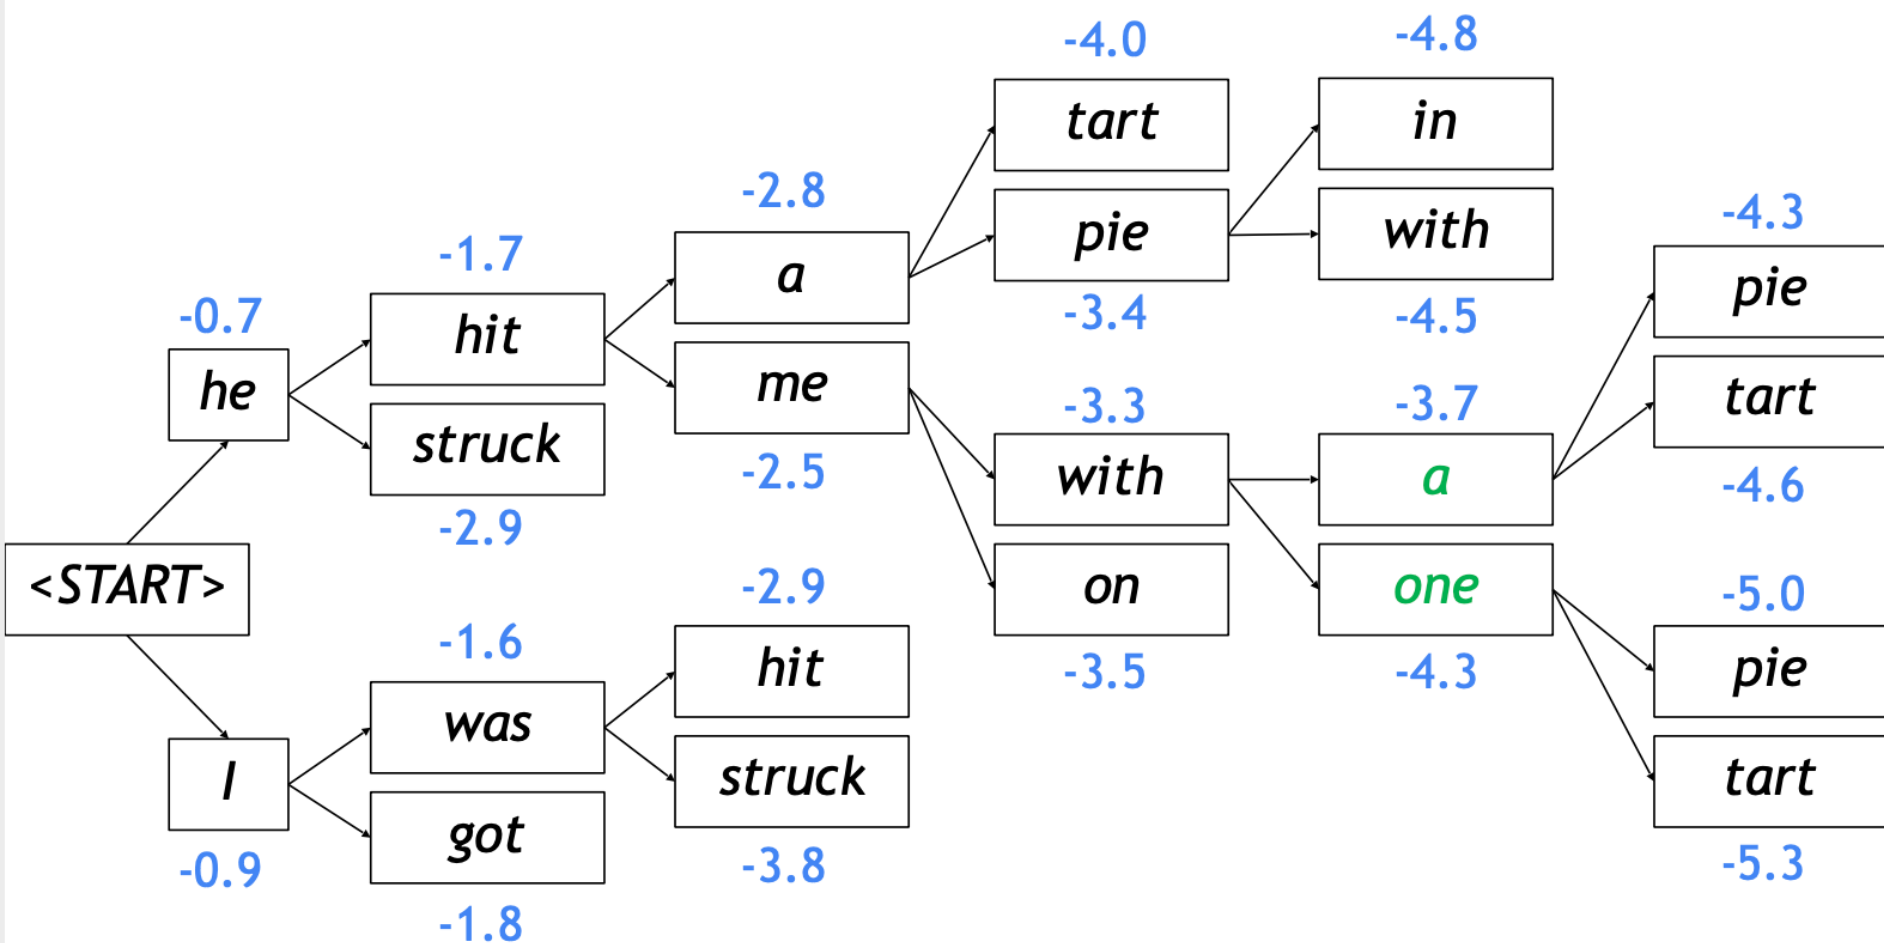 -4.0
-4.8
tart
in
-2.8
pie
with
-4.3
-1.7
a
-3.4
-4.5
pie
-0.7
hit
me
-3.3
-3.7
tart
he
struck
-2.5
with
a
-4.6
-2.9
<START>
-2.9
on
one
-5.0
-1.6
hit
-3.5
-4.3
pie
I
was
struck
tart
-0.9
got
-3.8
-5.3
-1.8